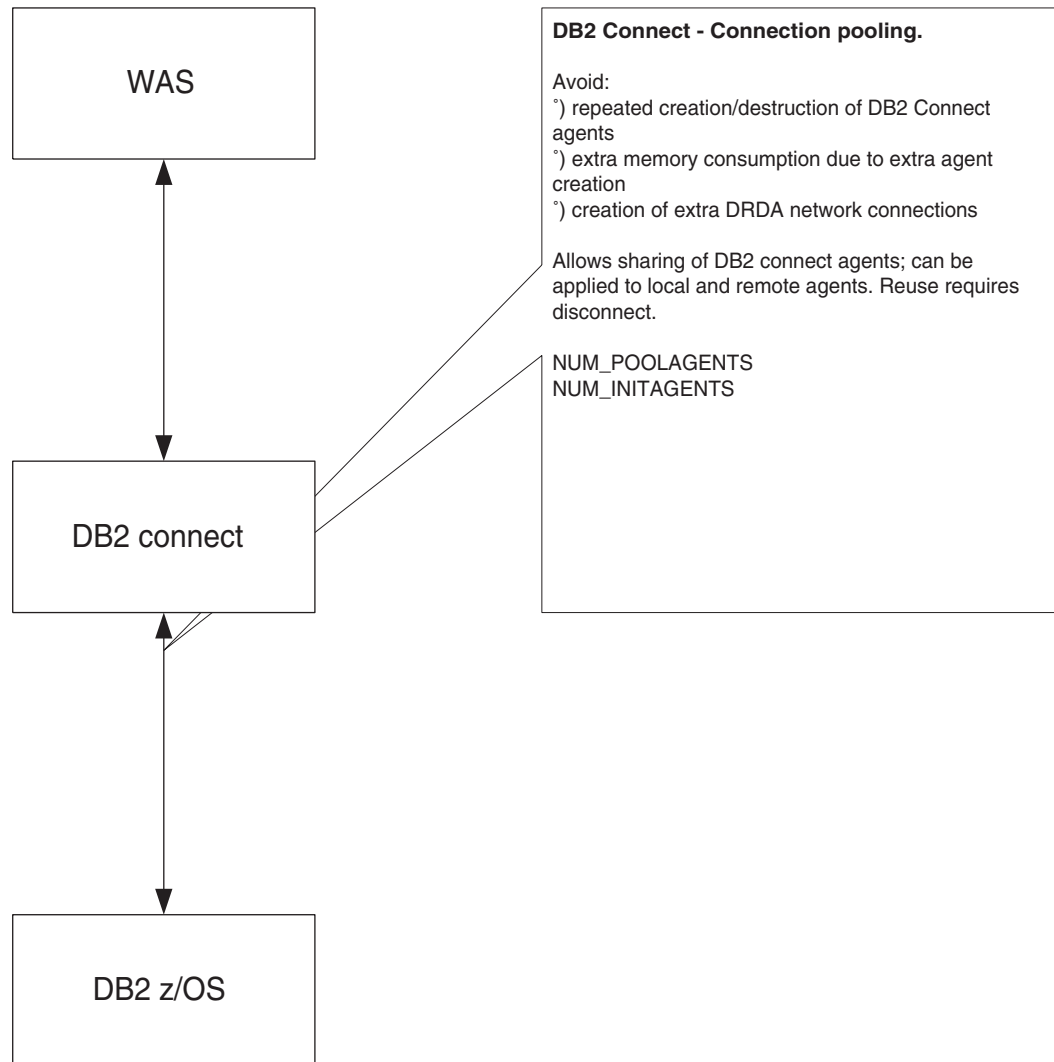 WAS
DB2 Connect - Connection pooling.
Avoid:
°) repeated creation/destruction of DB2 Connect
agents
°) extra memory consumption due to extra agent
creation
°) creation of extra DRDA network connections
Allows sharing of DB2 connect agents; can be
applied to local and remote agents. Reuse requires
disconnect.
NUM_POOLAGENTS
NUM_INITAGENTS
DB2 connect
DB2 z/OS